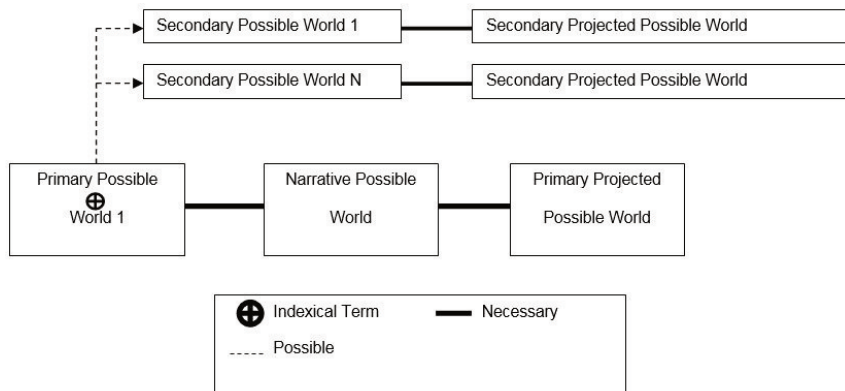 Secondary Possible World 1
Secondary Projected Possible World
Secondary Possible World N
Secondary Projected Possible World
Primary Possible
World 1
Narrative Possible
World
Primary Projected
Possible World
Indexical Term
Necessary
Possible